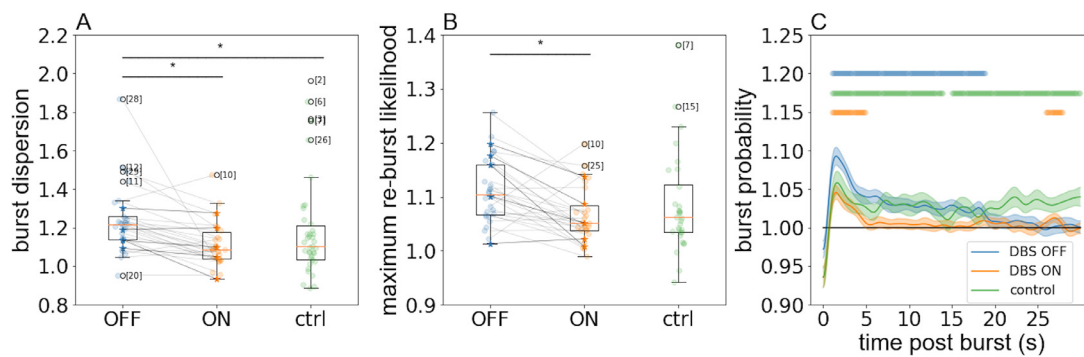 A
burst dispersion
2.2
2.0
1.8
1.6
1.4
1.2
1.0
0.8
*
*
[28]
[12]
[11]
[20]
[10]
[2]
[6]
[26]
OFF ON ctrl
B
maximum re-burst likelihood
1.4
1.3
1.2
1.1
1.0
0.9
*
[10]
[25]
[7]
[15]
OFF ON ctrl
C
burst probability
1.25
1.20
1.15
1.10
1.05
1.00
0.95
0.90
DBS OFF
DBS ON
control
0 5 10 15 20 25
time post burst (s)